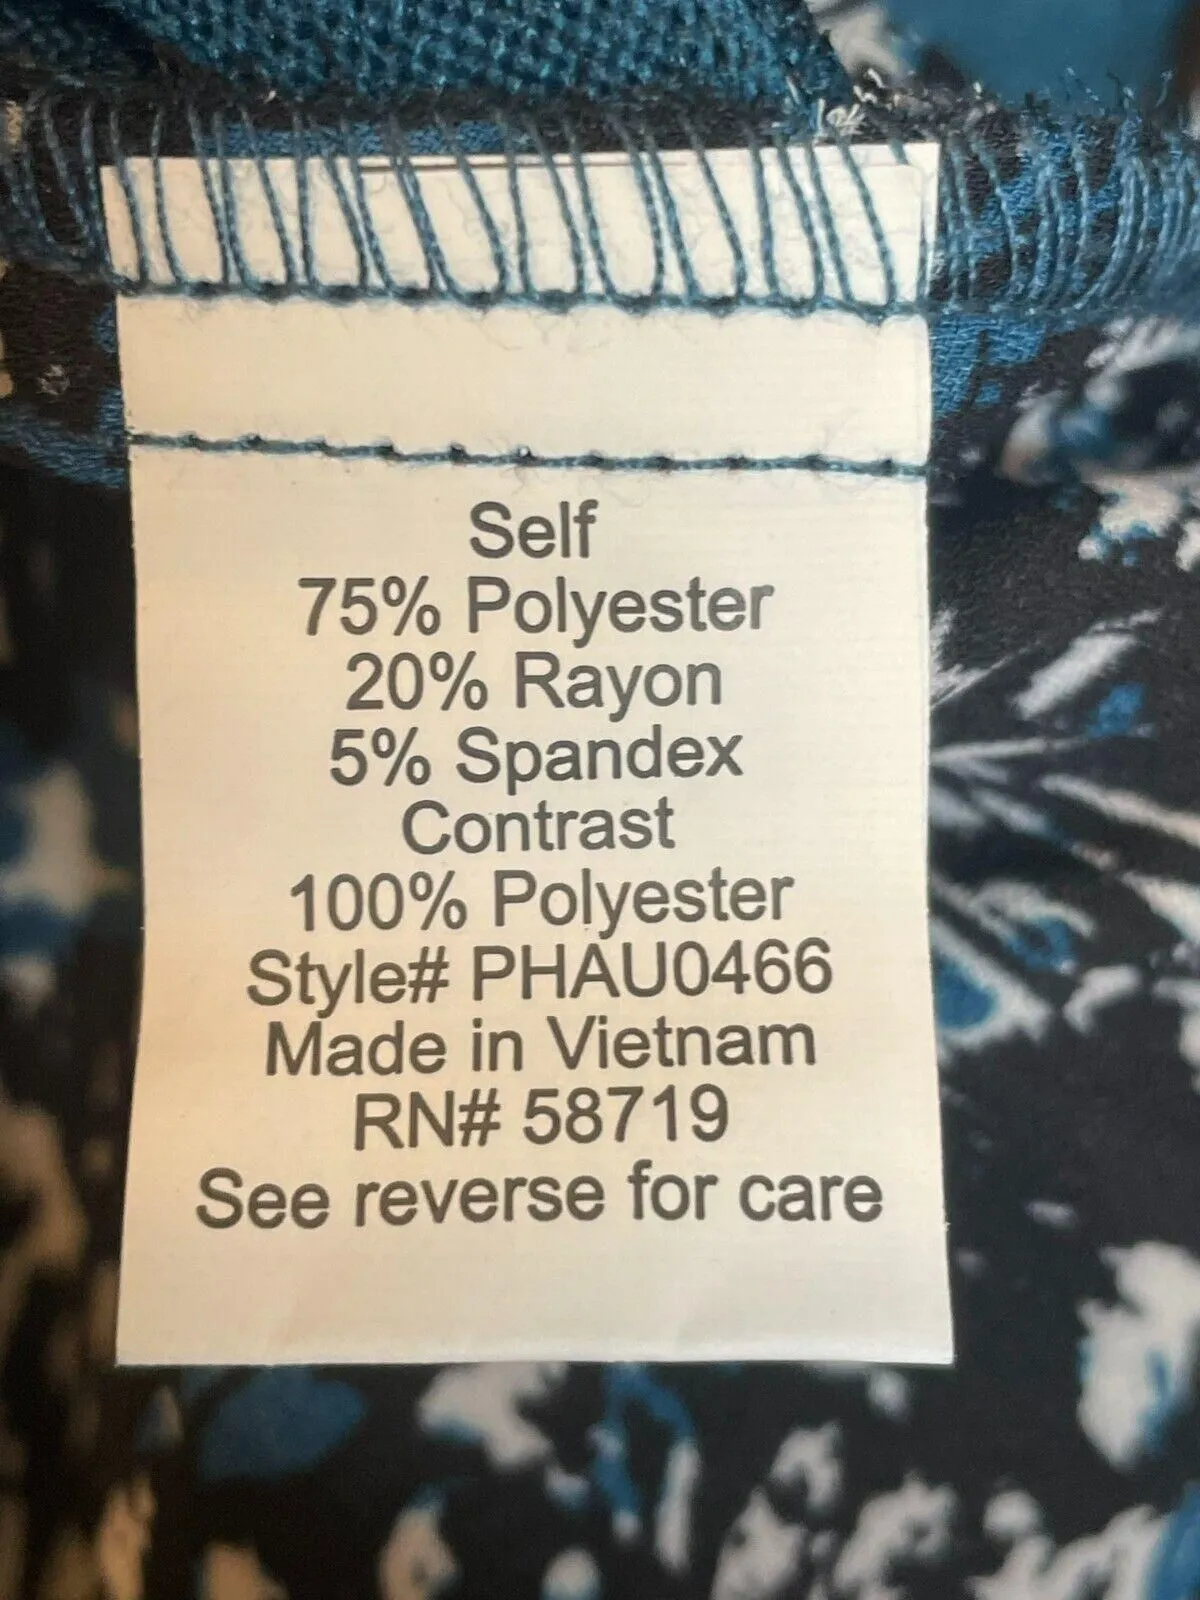 Self
75% Polyester
20% Rayon
5% Spandex
Contrast
100% Polyester
Style# PHAU0466
Made in Vietnam
RN# 58719
See reverse for care